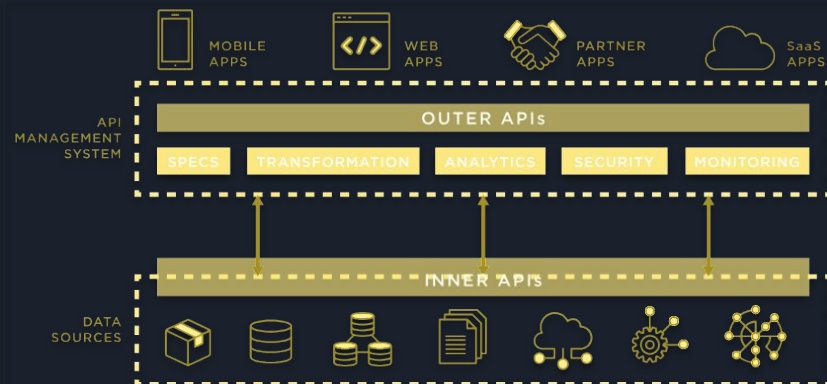 MOBILE
APPS
</>
WEB
APPS
PARTNER
APPS
SaaS
APPS
API
MANAGEMENT
SYSTEM
OUTER APIs
SPECS
TRANSFORMATION
ANALYTICS
SECURITY
MONITORING
INNER APIs
DATA
SOURCES